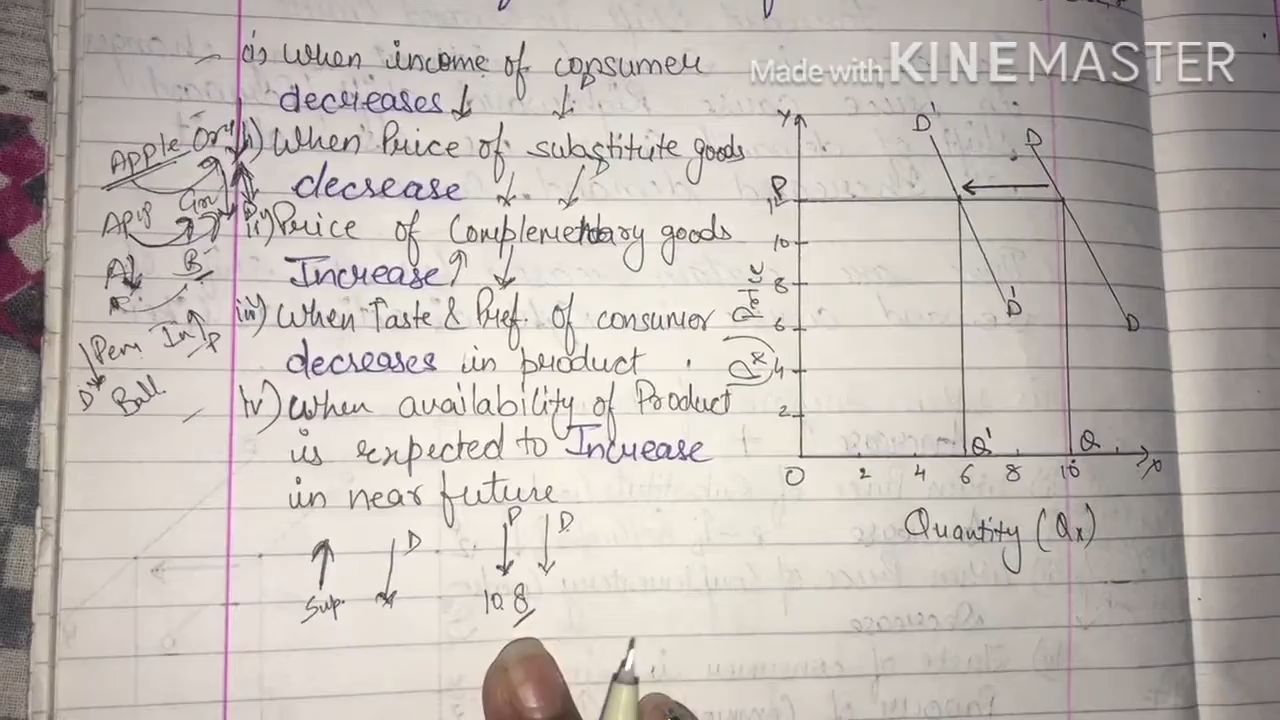 Made with KINEMASTER
i) When income of consumer
decreases ↓ ↓ D
ii) When Price of substitute goods
decrease ↓ ↓ D
Price of Complementary goods
Increase ↑ ↓
iii) When Taste & Pref. of consumer
decreases in product
iv) when availability of Product
is expected to Increase
in near future
↑ ↓ D ↓ P ↓ D
Sup. 10 8
Apple
A B
Pen In P
D
Ball
Y
D' D
P
10
8
6
4
2
Price
D' D
Q' Q
0 2 4 6 8 10 x
Quantity (Qx)